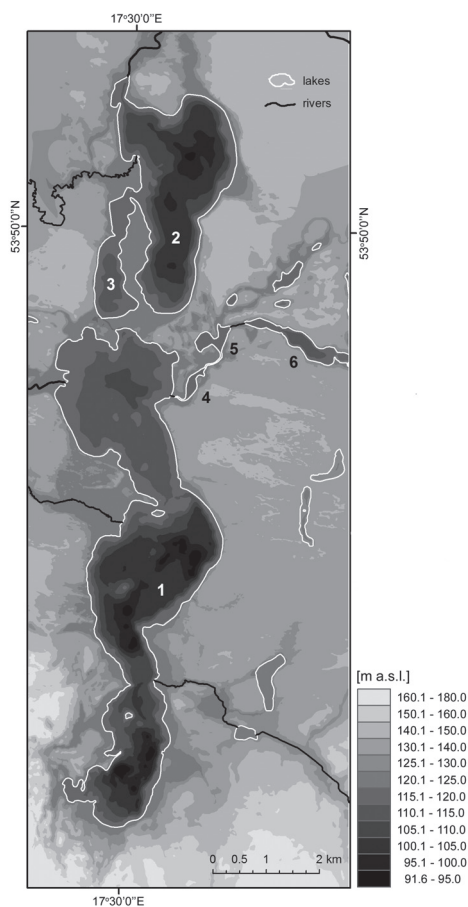 17°30'0"E
lakes
rivers
53°50'0"N
53°50'0"N
2
3
5
6
4
1
[m a.s.l.]
160.1 - 180.0
150.1 - 160.0
140.1 - 150.0
130.1 - 140.0
125.1 - 130.0
120.1 - 125.0
115.1 - 120.0
110.1 - 115.0
105.1 - 110.0
100.1 - 105.0
95.1 - 100.0
91.6 - 95.0
0 0.5 1 2 km
17°30'0"E